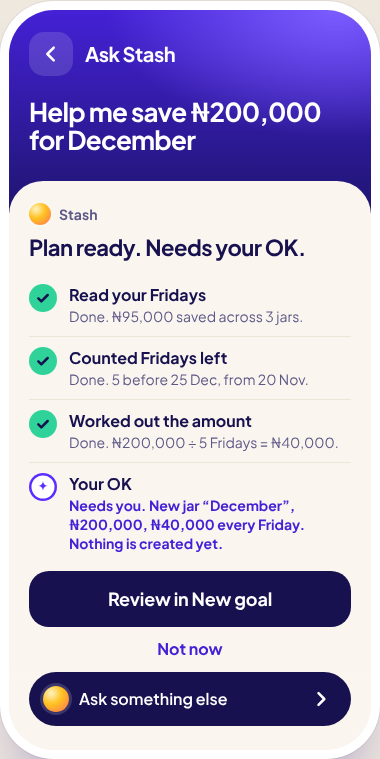 Ask Stash
Help me save ₦200,000
for December
Stash
Plan ready. Needs your OK.
Read your Fridays
Done. ₦95,000 saved across 3 jars.
Counted Fridays left
Done. 5 before 25 Dec, from 20 Nov.
Worked out the amount
Done. ₦200,000 ÷ 5 Fridays = ₦40,000.
Your OK
Needs you. New jar “December”,
₦200,000, ₦40,000 every Friday.
Nothing is created yet.
Review in New goal
Not now
Ask something else